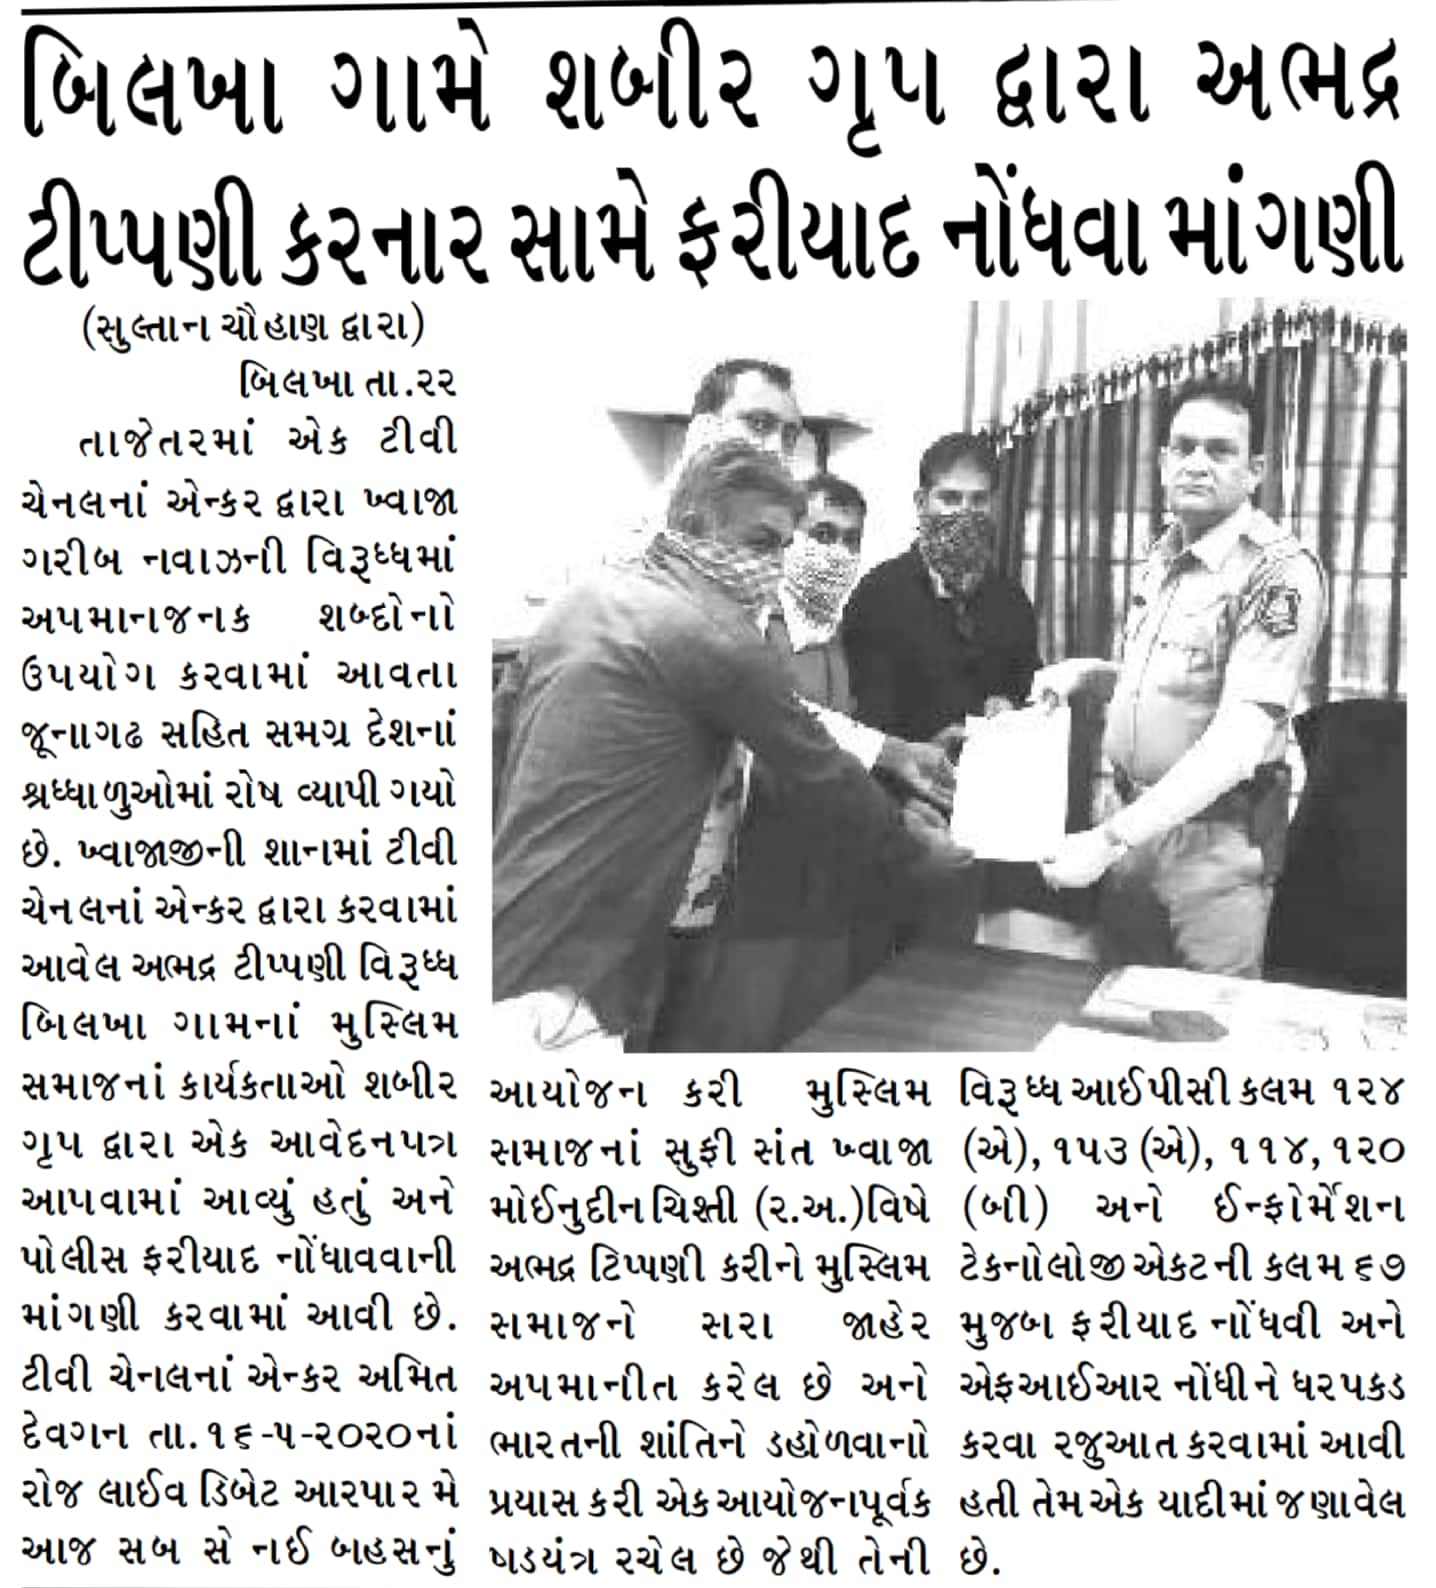 બિલખા ગામે શબીર ગૃપ દ્વારા અભદ્ર
ટીપ્પણી કરનાર સામે ફરીયાદ નોંધવા માંગણી
(સુલ્તાન ચૌહાણ દ્વારા)
બિલખા તા.૨૨
તાજેતરમાં એક ટીવી
ચેનલનાં એન્કર દ્વારા ખ્વાજા
ગરીબ નવાઝની વિરૂધ્ધમાં
અપમાનજનક શબ્દોનો
ઉપયોગ કરવામાં આવતા
જૂનાગઢ સહિત સમગ્ર દેશનાં
શ્રધ્ધાળુઓમાં રોષ વ્યાપી ગયો
છે. ખ્વાજાજીની શાનમાં ટીવી
ચેનલનાં એન્કર દ્વારા કરવામાં
આવેલ અભદ્ર ટીપ્પણી વિરૂધ્ધ
બિલખા ગામનાં મુસ્લિમ
સમાજનાં કાર્યકતાઓ શબીર
ગૃપ દ્વારા એક આવેદનપત્ર
આપવામાં આવ્યું હતું અને
પોલીસ ફરીયાદ નોંધાવવાની
માંગણી કરવામાં આવી છે.
ટીવી ચેનલનાં એન્કર અમિત
દેવગન તા.૧૬-૫-૨૦૨૦નાં
રોજ લાઈવ ડિબેટ આરપાર મે
આજ સબ સે નઈ બાહસનું
આયોજન કરી મુસ્લિમ
સમાજનાં સુફી સંત ખ્વાજા
મોઈનુદીન ચિશ્તી (ર.અ.)વિષે
અભદ્ર ટિપ્પણી કરીને મુસ્લિમ
સમાજને સરા જાહેર
અપમાનીત કરેલ છે અને
ભારતની શાંતિને ડહોળવાનો
પ્રયાસ કરી એક આયોજનપૂર્વક
ષાડયંત્ર રચેલ છે જેથી તેની
વિરૂધ્ધ આઈપીસી કલમ ૧૨૪
(એ), ૧૫૩ (એ), ૧૧૪, ૧૨૦
(બી) અને ઈન્ફોર્મેશન
ટેકનોલોજી એકટની કલમ ૬૭
મુજબ ફરીયાદ નોંધવી અને
એફઆઈઆર નોંધીને ધરપકડ
કરવા રજુઆત કરવામાં આવી
હતી તેમ એક યાદીમાં જણાવેલ
છે.